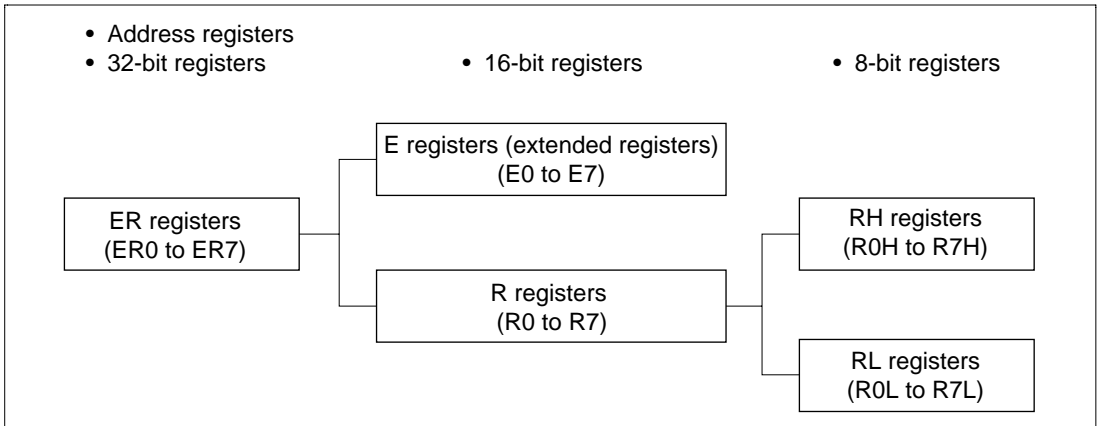 • Address registers
• 32-bit registers
• 16-bit registers
• 8-bit registers
E registers (extended registers)
(E0 to E7)
ER registers
(ER0 to ER7)
RH registers
(R0H to R7H)
R registers
(R0 to R7)
RL registers
(R0L to R7L)